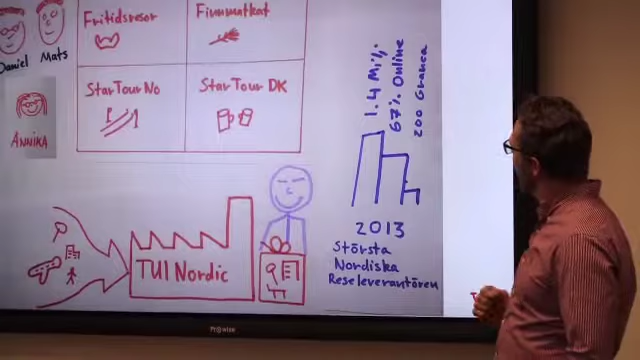 Fritidsresor
Finnmatkat
Daniel
Mats
StarTour No
StarTour DK
ANNIKA
1.4 Milj.
67% Online
200
TUI Nordic
2013
Största
Nordiska
Reseleverantören
Prowise